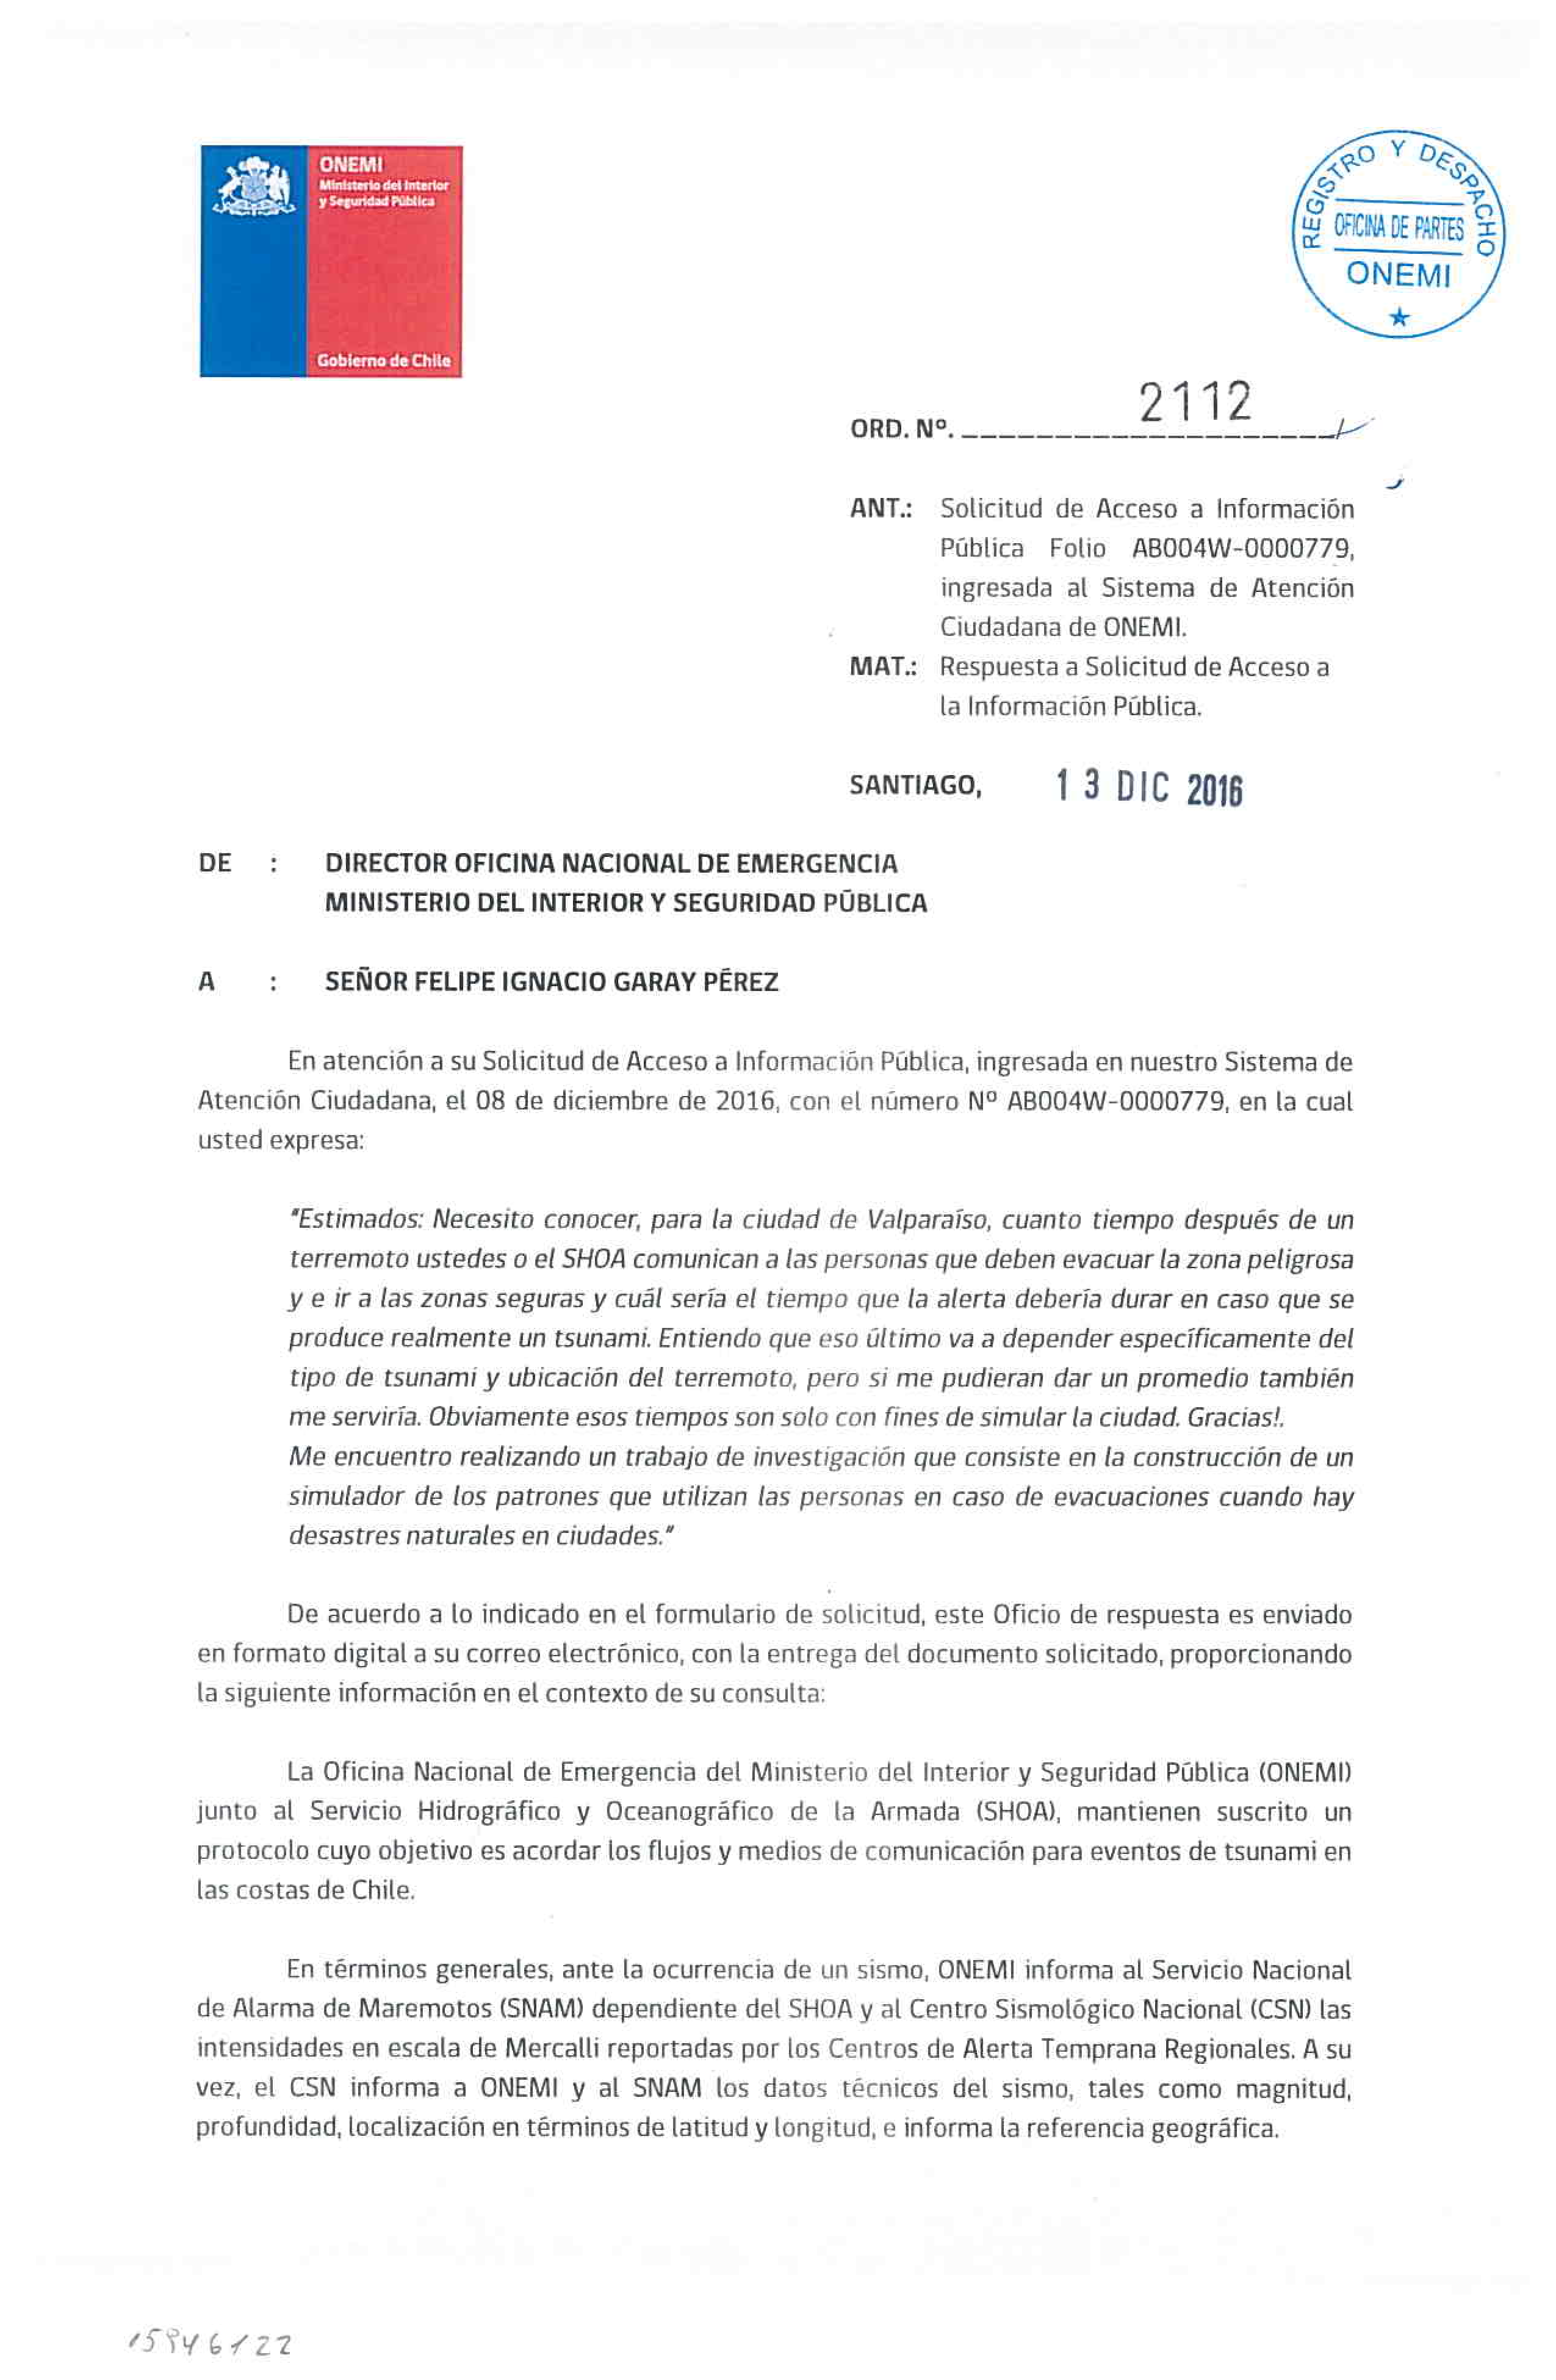 ONEMI
Ministerio del Interior
y Seguridad Pública
Gobierno de Chile
REGISTRO Y DESPACHO
OFICINA DE PARTES
ONEMI
ORD. Nº. 2112
ANT.: Solicitud de Acceso a Información
Pública Folio AB004W-0000779,
ingresada al Sistema de Atención
Ciudadana de ONEMI.
MAT.: Respuesta a Solicitud de Acceso a
la Información Pública.
SANTIAGO, 13 DIC 2016
DE : DIRECTOR OFICINA NACIONAL DE EMERGENCIA
MINISTERIO DEL INTERIOR Y SEGURIDAD PÚBLICA
A : SEÑOR FELIPE IGNACIO GARAY PÉREZ
En atención a su Solicitud de Acceso a Información Pública, ingresada en nuestro Sistema de
Atención Ciudadana, el 08 de diciembre de 2016, con el número Nº AB004W-0000779, en la cual
usted expresa:
"Estimados: Necesito conocer, para la ciudad de Valparaíso, cuanto tiempo después de un
terremoto ustedes o el SHOA comunican a las personas que deben evacuar la zona peligrosa
y e ir a las zonas seguras y cuál sería el tiempo que la alerta debería durar en caso que se
produce realmente un tsunami. Entiendo que eso último va a depender específicamente del
tipo de tsunami y ubicación del terremoto, pero si me pudieran dar un promedio también
me serviría. Obviamente esos tiempos son solo con fines de simular la ciudad. Gracias!.
Me encuentro realizando un trabajo de investigación que consiste en la construcción de un
simulador de los patrones que utilizan las personas en caso de evacuaciones cuando hay
desastres naturales en ciudades."
De acuerdo a lo indicado en el formulario de solicitud, este Oficio de respuesta es enviado
en formato digital a su correo electrónico, con la entrega del documento solicitado, proporcionando
la siguiente información en el contexto de su consulta:
La Oficina Nacional de Emergencia del Ministerio del Interior y Seguridad Pública (ONEMI)
junto al Servicio Hidrográfico y Oceanográfico de la Armada (SHOA), mantienen suscrito un
protocolo cuyo objetivo es acordar los flujos y medios de comunicación para eventos de tsunami en
las costas de Chile.
En términos generales, ante la ocurrencia de un sismo, ONEMI informa al Servicio Nacional
de Alarma de Maremotos (SNAM) dependiente del SHOA y al Centro Sismológico Nacional (CSN) las
intensidades en escala de Mercalli reportadas por los Centros de Alerta Temprana Regionales. A su
vez, el CSN informa a ONEMI y al SNAM los datos técnicos del sismo, tales como magnitud,
profundidad, localización en términos de latitud y longitud, e informa la referencia geográfica.
15946122